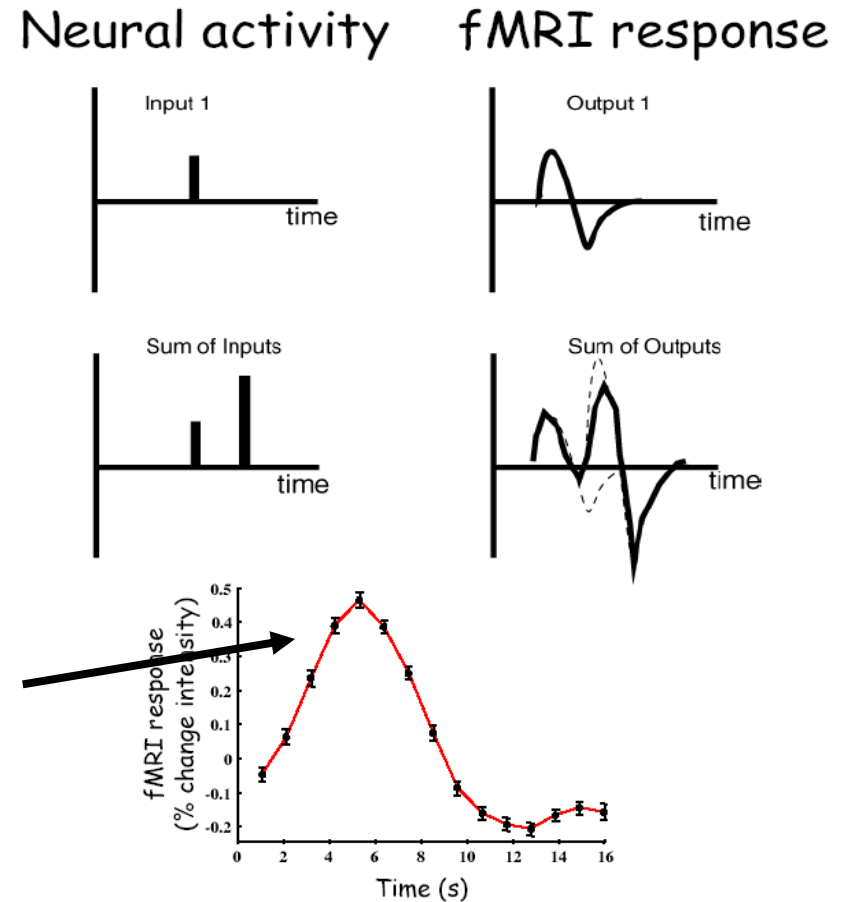 Neural activity
fMRI response
Input 1
Output 1
time
time
Sum of Inputs
Sum of Outputs
time
time
fMRI response
(% change intensity)
0.5
0.4
0.3
0.2
0.1
0
-0.1
-0.2
0 2 4 6 8 10 12 14 16
Time (s)